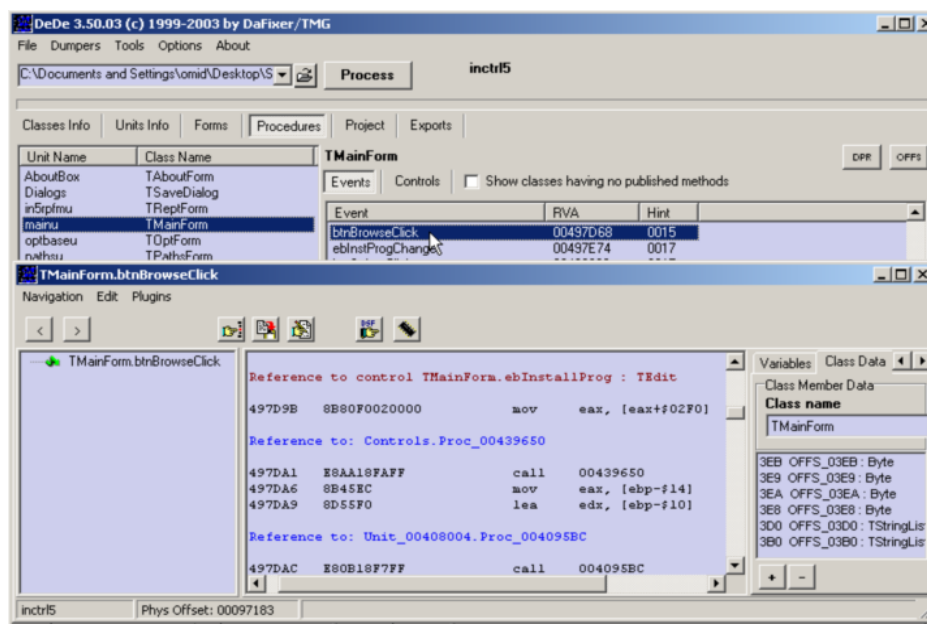 DeDe 3.50.03 (c) 1999-2003 by DaFixer/TMG
File Dumpers Tools Options About
C:\Documents and Settings\omid\Desktop\S Process inctrl5
Classes Info Units Info Forms Procedures Project Exports
Unit Name Class Name TMainForm DPR OFFS
AboutBox TAboutForm
Dialogs TSaveDialog Events Controls Show classes having no published methods
in5rpfmu TReptForm Event RVA Hint
mainu TMainForm btnBrowseClick 00497D68 0015
optbaseu TOptForm ebInstProgChange 00497E74 0017
pathsu TPathsForm
TMainForm.btnBrowseClick
Navigation Edit Plugins
< > DSF
TMainForm.btnBrowseClick
Reference to control TMainForm.ebInstallProg : TEdit
497D9B 8B80F0020000 mov eax, [eax+$02F0]
Reference to: Controls.Proc_00439650
497DA1 E8AA18FAFF call 00439650
497DA6 8B45EC mov eax, [ebp-$14]
497DA9 8D55F0 lea edx, [ebp-$10]
Reference to: Unit_00408004.Proc_004095BC
497DAC E80B18F7FF call 004095BC
Variables Class Data
Class Member Data
Class name
TMainForm
3EB OFFS_03EB : Byte
3E9 OFFS_03E9 : Byte
3EA OFFS_03EA : Byte
3E8 OFFS_03E8 : Byte
3D0 OFFS_03D0 : TStringLis
3B0 OFFS_03B0 : TStringLis
+ -
inctrl5 Phys Offset: 00097183